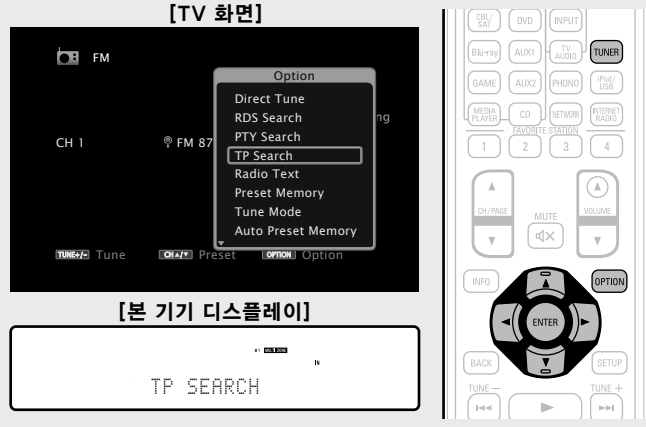 [TV 화면]
FM
Option
Direct Tune
RDS Search
PTY Search
TP Search
Radio Text
Preset Memory
Tune Mode
Auto Preset Memory
ng
CH 1
FM 87
TUNE+/- Tune
CH▲/▼ Preset
OPTION Option
[본 기기 디스플레이]
TP SEARCH
CBL/SAT DVD INPUT
Blu-ray AUX1 TV AUDIO TUNER
GAME AUX2 PHONO iPod/USB
MEDIA PLAYER CD NETWORK INTERNET RADIO
FAVORITE STATION
1 2 3 4
CH/PAGE MUTE VOLUME
INFO OPTION
ENTER
BACK SETUP
TUNE – TUNE +